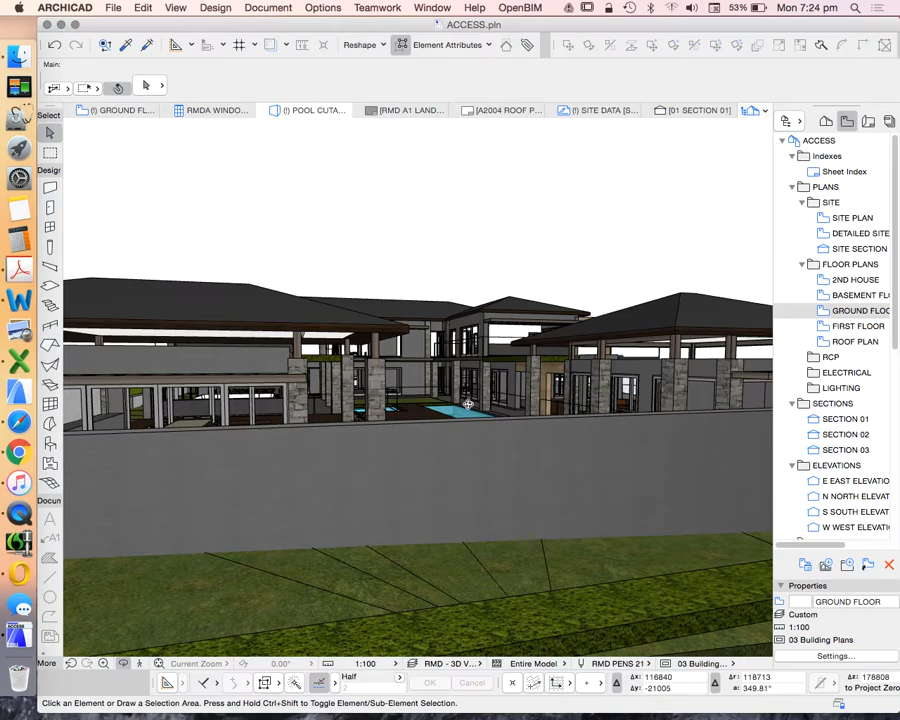 ARCHICAD File Edit View Design Document Options Teamwork Window Help OpenBIM 53% Mon 7:24 pm
ACCESS.pln
Reshape Element Attributes
Main:
(!) GROUND FL... RMDA WINDO... (!) POOL CUTA... [RMD A1 LAND... [A2004 ROOF P... (!) SITE DATA [S... [01 SECTION 01]
Select
Design
Docun
More
ACCESS
Indexes
Sheet Index
PLANS
SITE
SITE PLAN
DETAILED SITE
SITE SECTION
FLOOR PLANS
2ND HOUSE
BASEMENT FL
GROUND FLOO
FIRST FLOOR
ROOF PLAN
RCP
ELECTRICAL
LIGHTING
SECTIONS
SECTION 01
SECTION 02
SECTION 03
ELEVATIONS
E EAST ELEVATIO
N NORTH ELEVAT
S SOUTH ELEVAT
W WEST ELEVATI
Properties
GROUND FLOOR
Custom
1:100
03 Building Plans
Settings...
Current Zoom 0.00° 1:100 RMD - 3D V... Entire Model RMD PENS 21 03 Building...
Half
2
OK Cancel
Δx: 116840
Δy: -21005
Δr: 118713
α: 349.81°
178808
to Project Zero
Click an Element or Draw a Selection Area. Press and Hold Ctrl+Shift to Toggle Element/Sub-Element Selection.